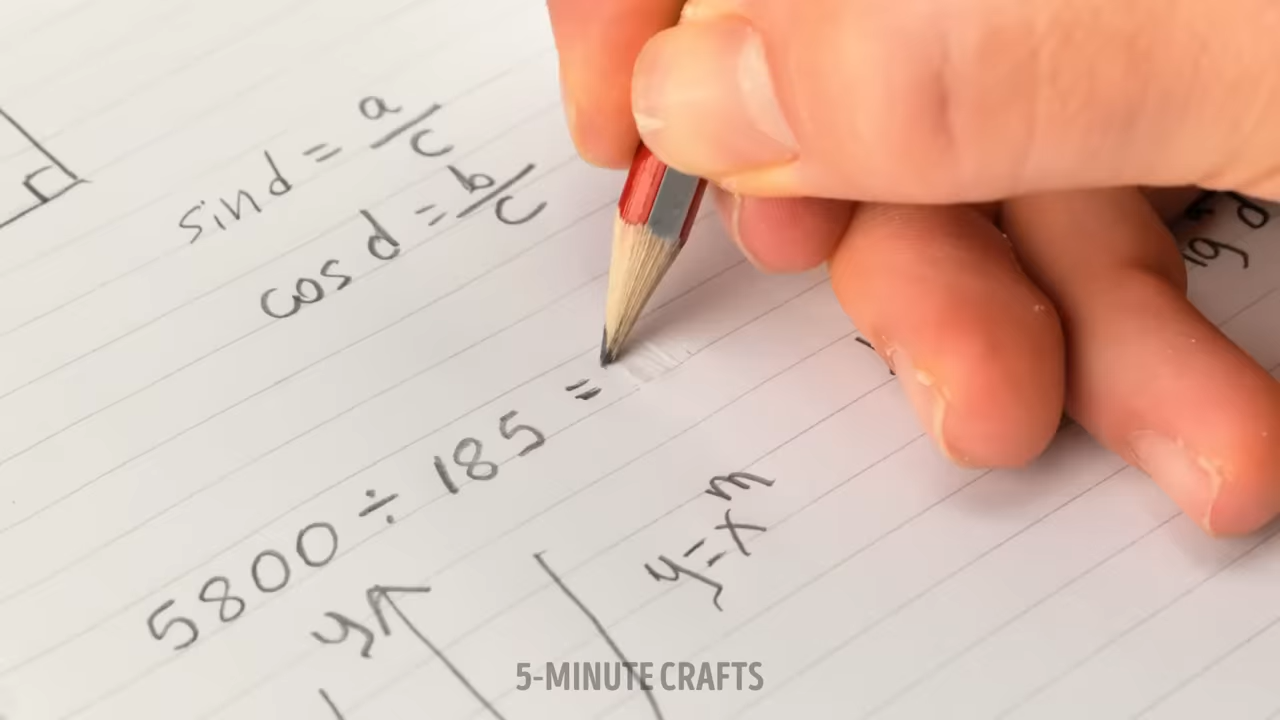 sin d = a/c
cos d = b/c
5800 ÷ 185 =
y = x^m
y
5-MINUTE CRAFTS